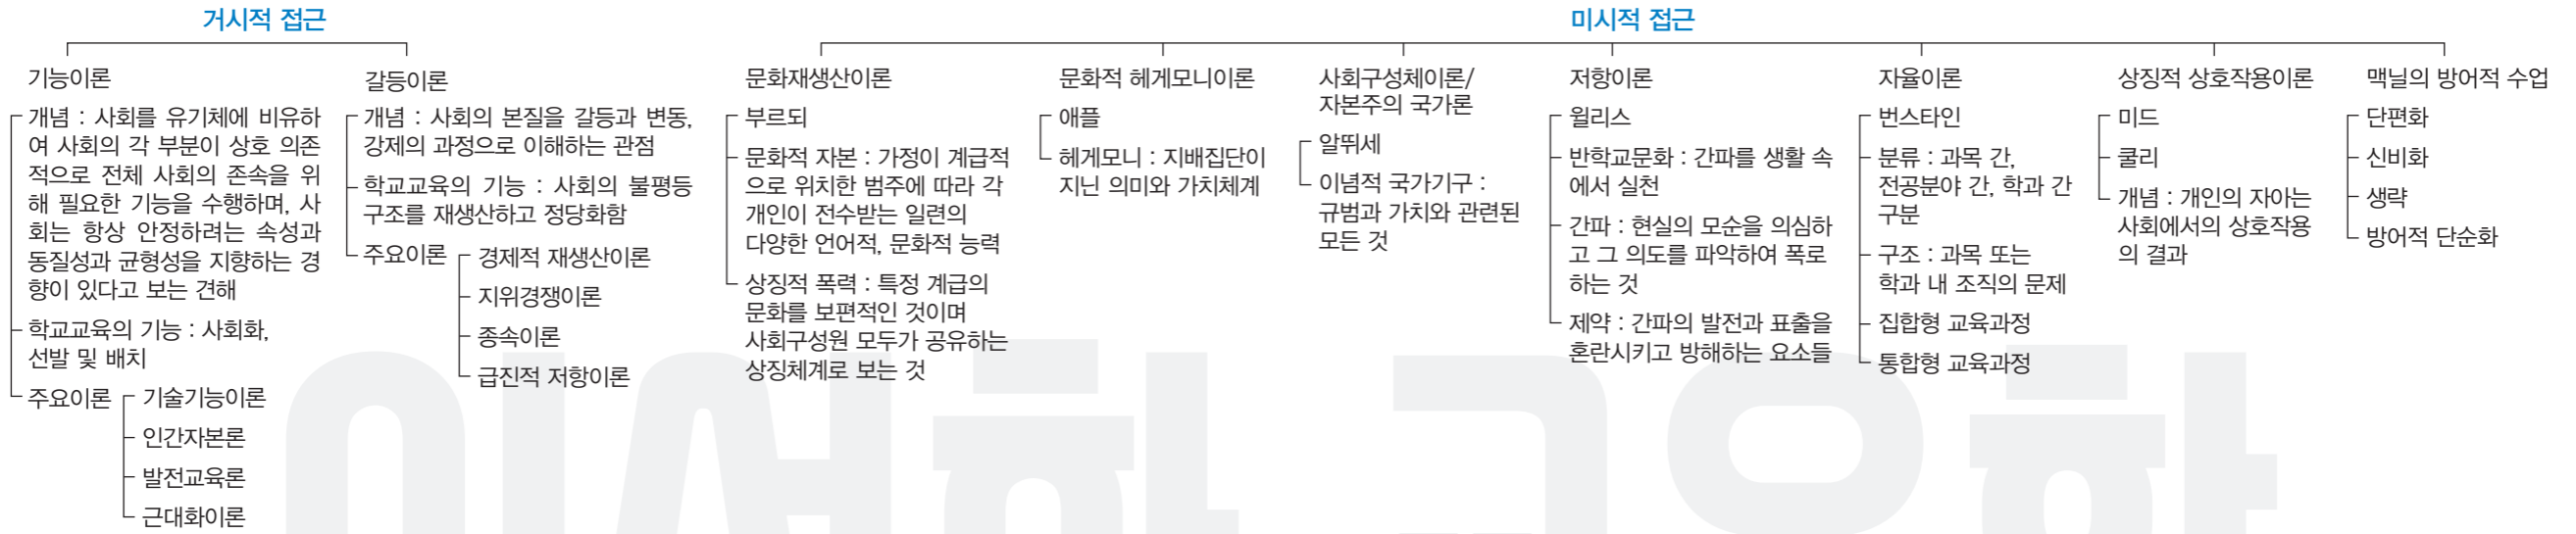 거시적 접근
기능이론
개념 : 사회를 유기체에 비유하
여 사회의 각 부분이 상호 의존
적으로 전체 사회의 존속을 위
해 필요한 기능을 수행하며, 사
회는 항상 안정하려는 속성과
동질성과 균형성을 지향하는 경
향이 있다고 보는 견해
학교교육의 기능 : 사회화,
선발 및 배치
주요이론
기술기능이론
인간자본론
발전교육론
근대화이론
갈등이론
개념 : 사회의 본질을 갈등과 변동,
강제의 과정으로 이해하는 관점
학교교육의 기능 : 사회의 불평등
구조를 재생산하고 정당화함
주요이론
경제적 재생산이론
지위경쟁이론
종속이론
급진적 저항이론
미시적 접근
문화재생산이론
부르되
문화적 자본 : 가정이 계급적
으로 위치한 범주에 따라 각
개인이 전수받는 일련의
다양한 언어적, 문화적 능력
상징적 폭력 : 특정 계급의
문화를 보편적인 것이며
사회구성원 모두가 공유하는
상징체계로 보는 것
문화적 헤게모니이론
애플
헤게모니 : 지배집단이
지닌 의미와 가치체계
사회구성체이론/
자본주의 국가론
알뛰세
이념적 국가기구 :
규범과 가치와 관련된
모든 것
저항이론
윌리스
반학교문화 : 간파를 생활 속
에서 실천
간파 : 현실의 모순을 의심하
고 그 의도를 파악하여 폭로
하는 것
제약 : 간파의 발전과 표출을
혼란시키고 방해하는 요소들
자율이론
번스타인
분류 : 과목 간,
전공분야 간, 학과 간
구분
구조 : 과목 또는
학과 내 조직의 문제
집합형 교육과정
통합형 교육과정
상징적 상호작용이론
미드
쿨리
개념 : 개인의 자아는
사회에서의 상호작용
의 결과
맥닐의 방어적 수업
단편화
신비화
생략
방어적 단순화